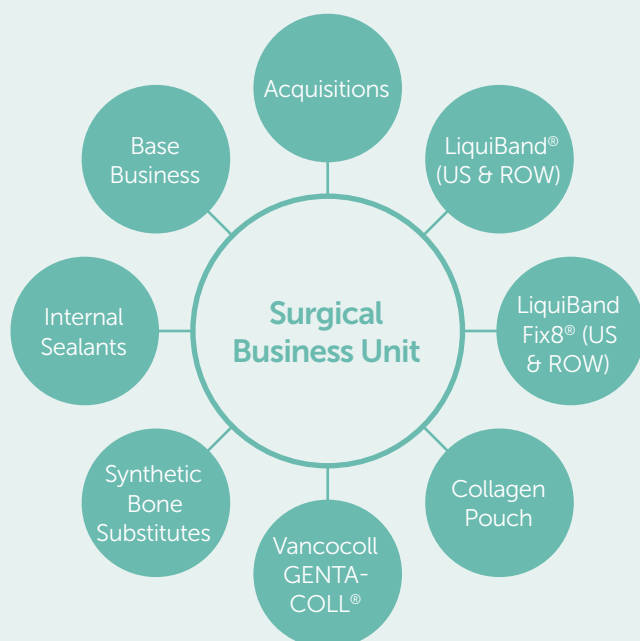 Acquisitions
LiquiBand®
(US & ROW)
LiquiBand
Fix8® (US
& ROW)
Collagen
Pouch
Vancocoll
GENTA-
COLL®
Synthetic
Bone
Substitutes
Internal
Sealants
Base
Business
Surgical
Business Unit